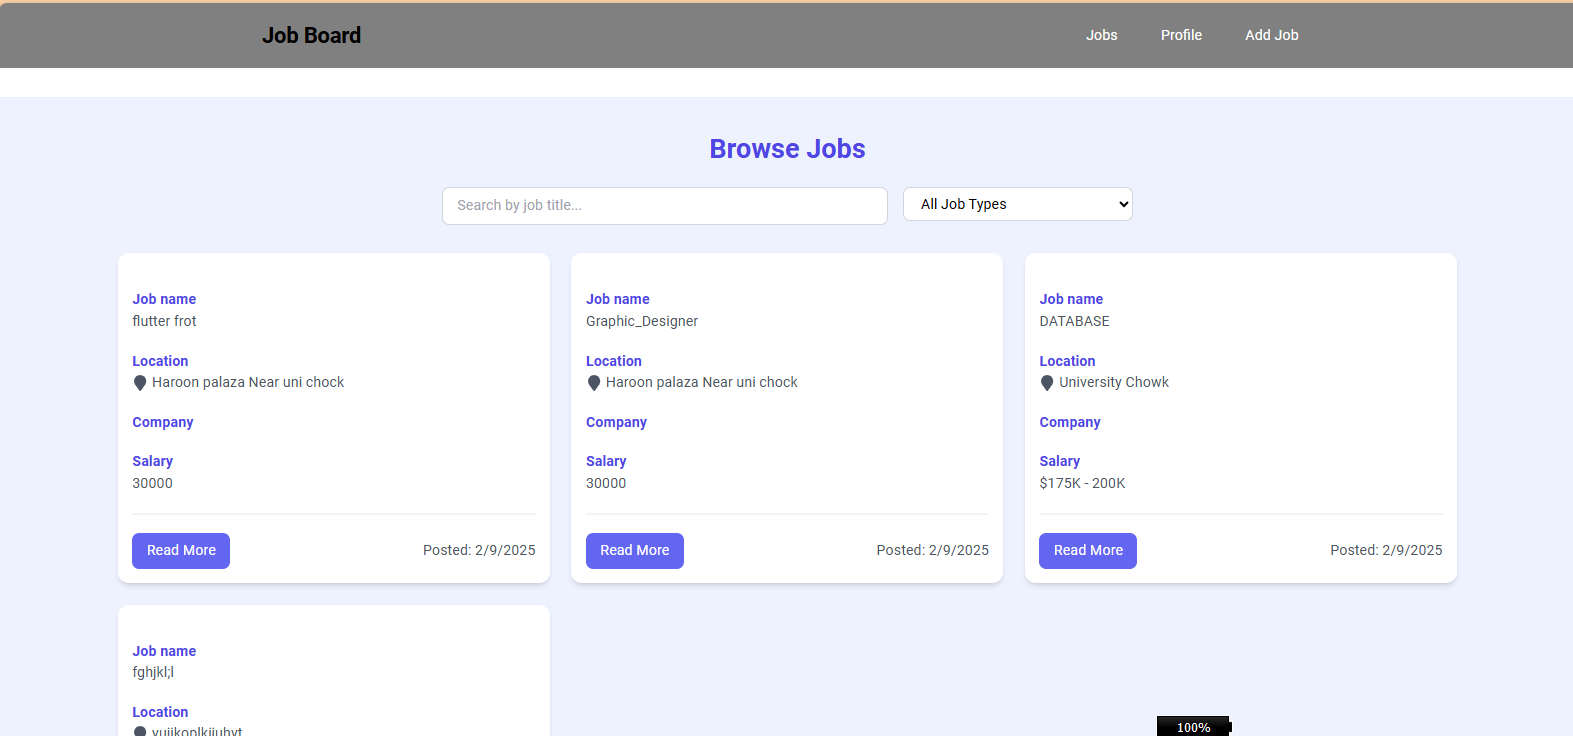 Job Board
Jobs Profile Add Job
Browse Jobs
Search by job title...
All Job Types
Job name
flutter frot
Location
Haroon palaza Near uni chock
Company
Salary
30000
Read More
Posted: 2/9/2025
Job name
Graphic_Designer
Location
Haroon palaza Near uni chock
Company
Salary
30000
Read More
Posted: 2/9/2025
Job name
DATABASE
Location
University Chowk
Company
Salary
$175K - 200K
Read More
Posted: 2/9/2025
Job name
fghjkl;l
Location
100%